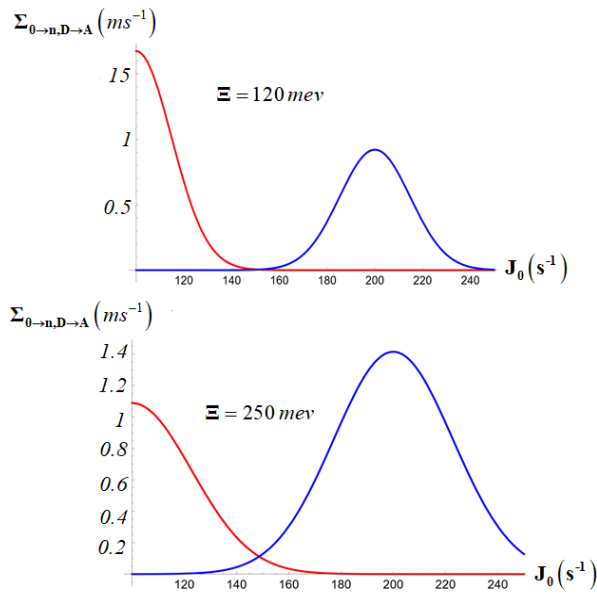 Σ0→n,D→A (ms⁻¹)
15
Ξ = 120 mev
1
0.5
120 140 160 180 200 220 240
J₀ (s⁻¹)
Σ0→n,D→A (ms⁻¹)
1.4
1.2
1
Ξ = 250 mev
0.8
0.6
0.4
0.2
120 140 160 180 200 220 240
J₀ (s⁻¹)